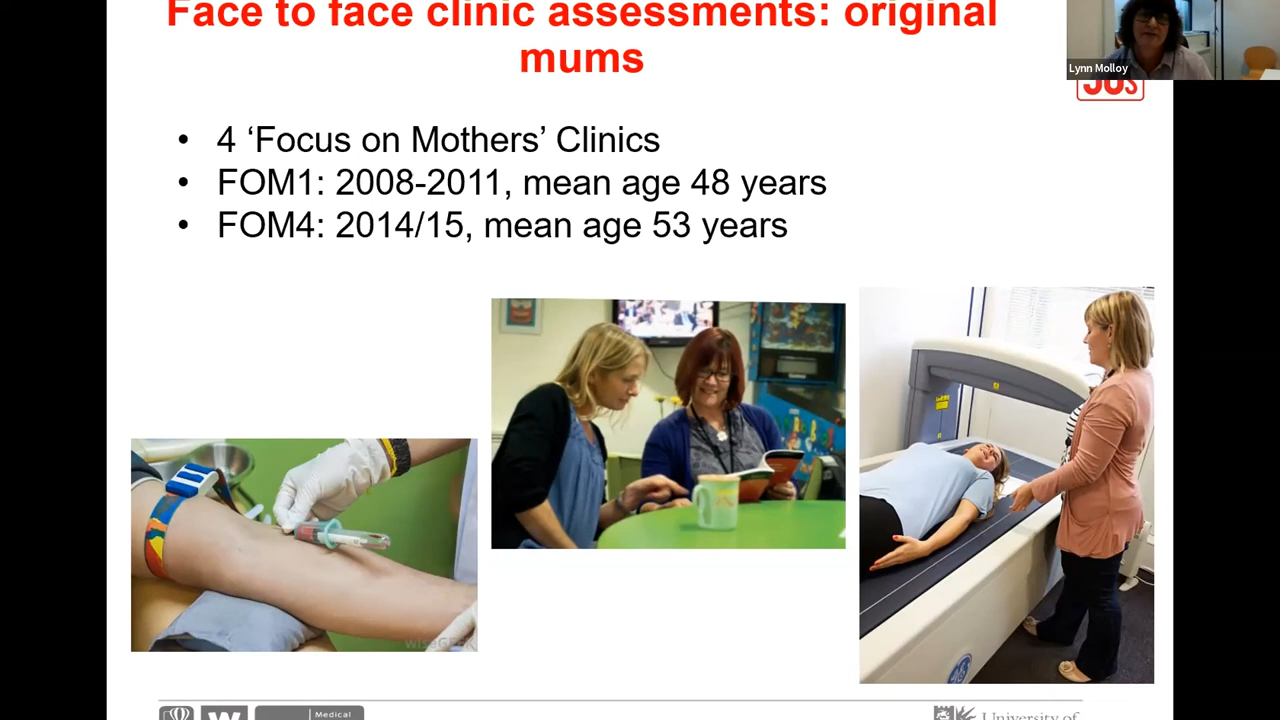 Face to face clinic assessments: original
mums
Lynn Molloy
• 4 ‘Focus on Mothers’ Clinics
• FOM1: 2008-2011, mean age 48 years
• FOM4: 2014/15, mean age 53 years
wiseGEEK
Medical
University of